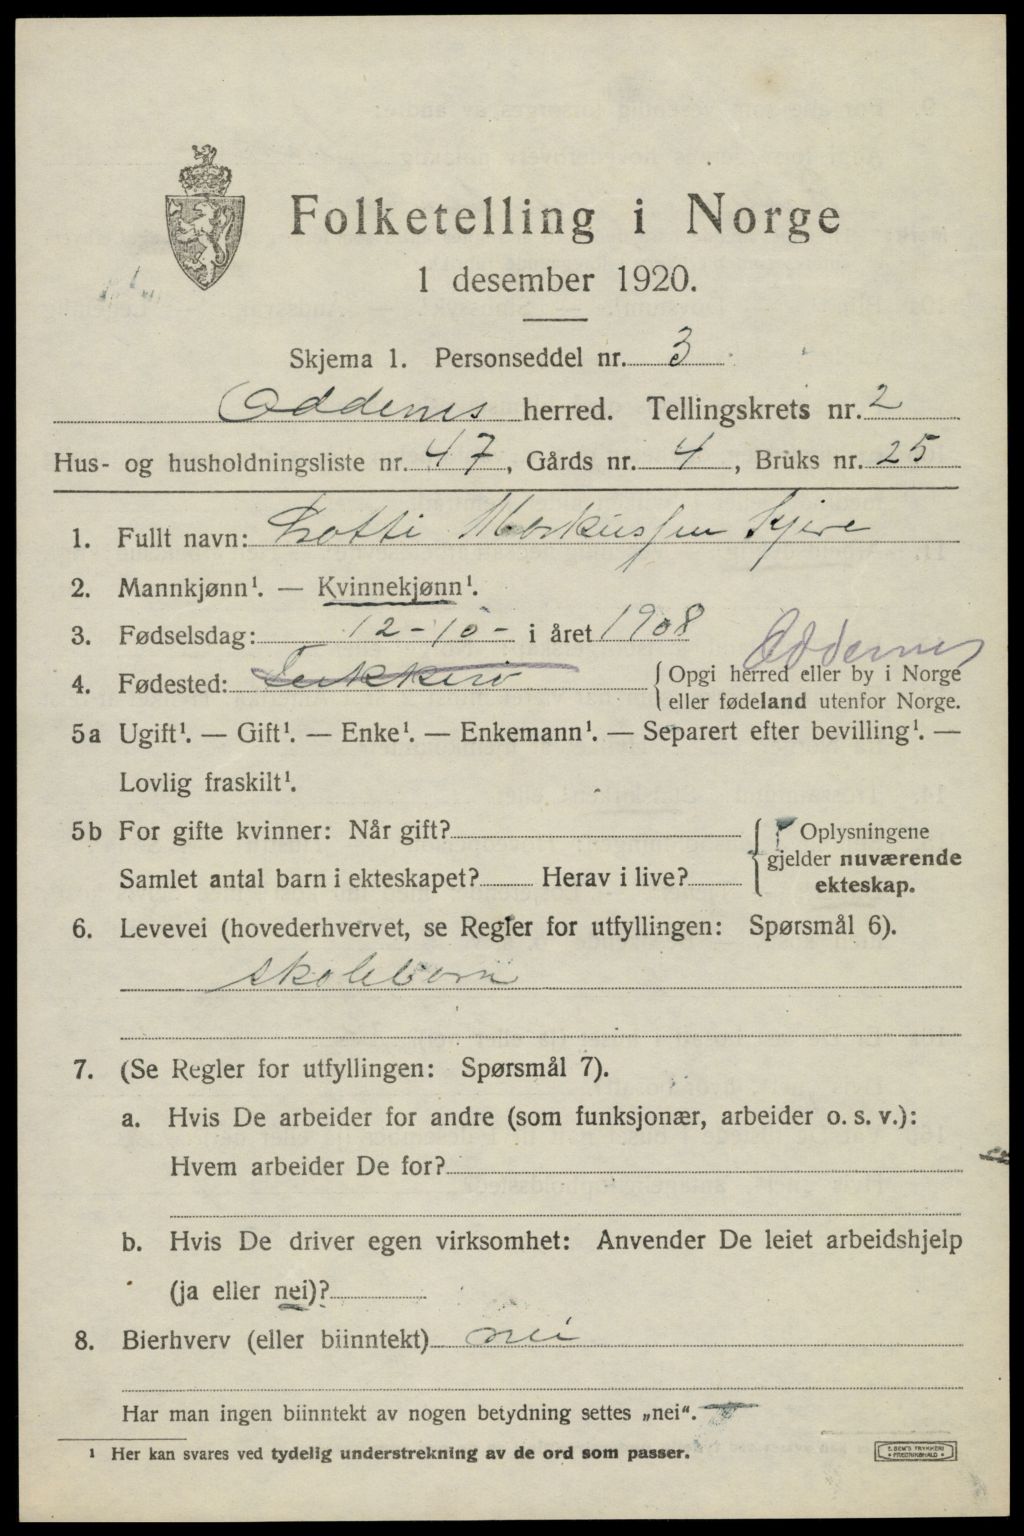 Folketelling i Norge
1 desember 1920.
Skjema 1. Personseddel nr. 3
Oddernes herred. Tellingskrets nr. 2
Hus- og husholdningsliste nr. 47, Gårds nr. 4, Bruks nr. 25
1. Fullt navn: Lotti Markussen Kjære
2. Mannkjønn¹. — Kvinnekjønn¹.
3. Fødselsdag: 12-10- i året 1908
Oddernes
4. Fødested: { Opgi herred eller by i Norge
eller fødeland utenfor Norge.
5a Ugift¹. — Gift¹. — Enke¹. — Enkemann¹. — Separert efter bevilling¹. —
Lovlig fraskilt¹.
5b For gifte kvinner: Når gift? { Oplysningene
gjelder nuværende
Samlet antal barn i ekteskapet? Herav i live? ekteskap.
6. Levevei (hovederhvervet, se Regler for utfyllingen: Spørsmål 6).
skolebarn
7. (Se Regler for utfyllingen: Spørsmål 7).
a. Hvis De arbeider for andre (som funksjonær, arbeider o. s. v.):
Hvem arbeider De for?
b. Hvis De driver egen virksomhet: Anvender De leiet arbeidshjelp
(ja eller nei)?
8. Bierhverv (eller biinntekt) nei
Har man ingen biinntekt av nogen betydning settes „nei“.
¹ Her kan svares ved tydelig understrekning av de ord som passer.
E. SEM'S TRYKKERI
FREDRIKSHALD